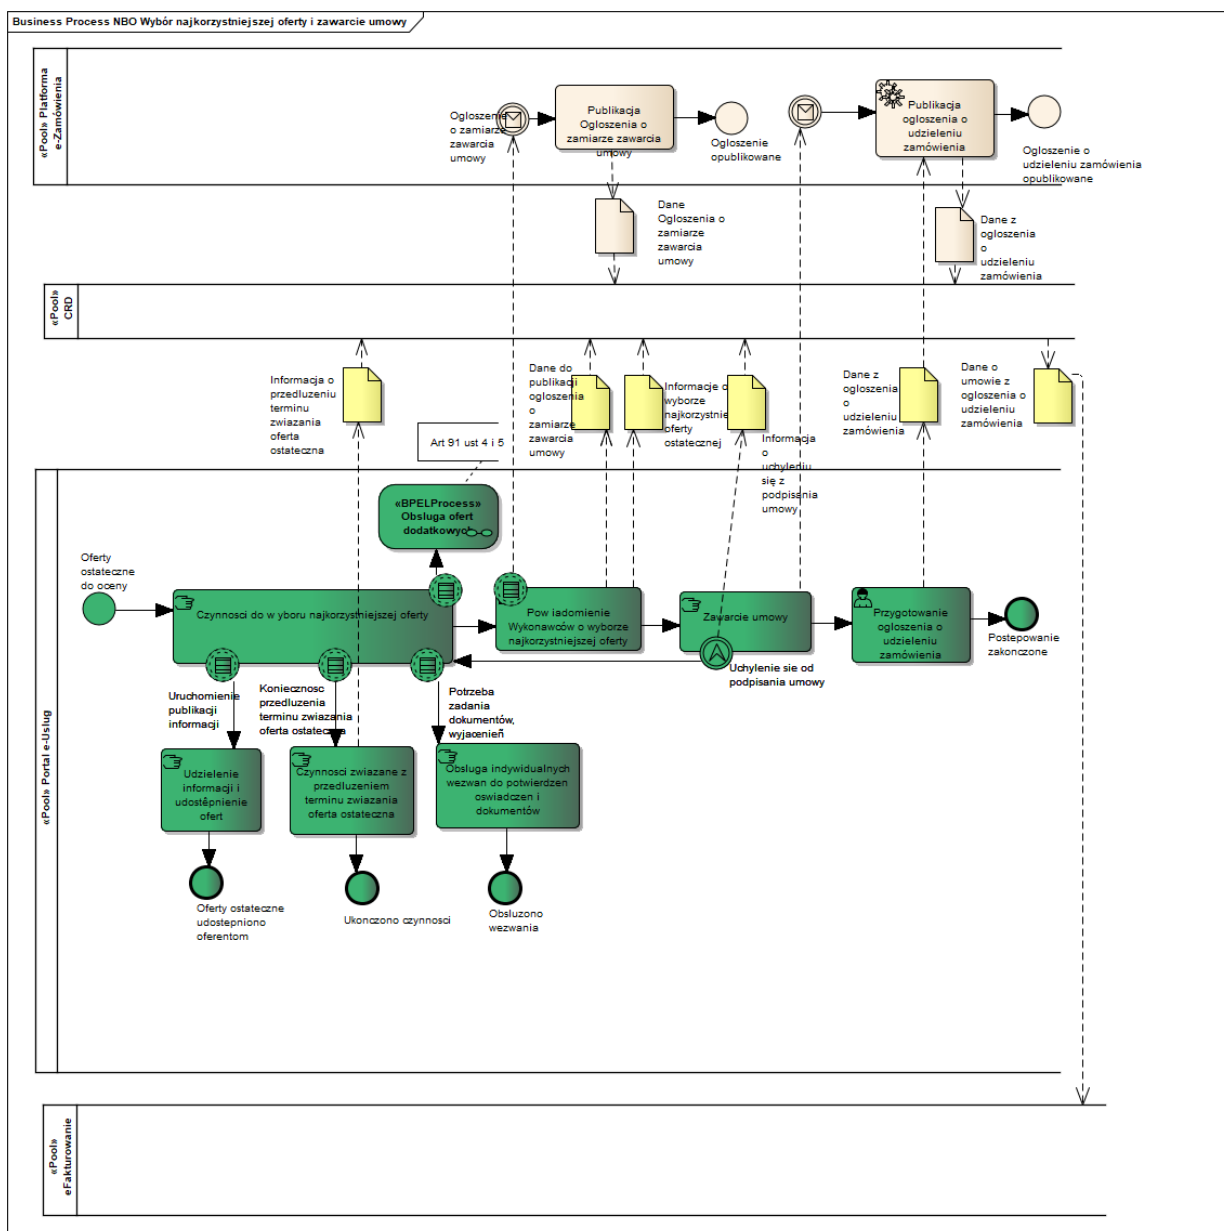 Business Process NBO Wybór najkorzystniejszej oferty i zawarcie umowy
«Pool» Platforma
e-Zamówienia
Ogloszenie
o zamiarze
zawarcia
umowy
Publikacja
Ogloszenia o
zamiarze zawarcia
umowy
Ogloszenie
opublikowane
Publikacja
ogloszenia o
udzieleniu
zamówienia
Ogloszenie o
udzieleniu zamówienia
opublikowane
Dane
Ogloszenia o
zamiarze
zawarcia
umowy
Dane z
ogloszenia
o
udzieleniu
zamówienia
«Pool»
CRD
Informacja o
przedluzeniu
terminu
zwiazania
oferta
ostateczna
Dane do
publikacji
ogloszenia
o
zamiarze
zawarcia
umowy
Informacje o
wyborze
najkorzystnie
oferty
ostatecznej
Informacja
o
uchyleniu
się z
podpisania
umowy
Dane z
ogloszenia
o
udzieleniu
zamówienia
Dane o
umowie z
ogloszenia o
udzieleniu
zamówienia
Art 91 ust 4 i 5
«Pool» Portal e-Uslug
«BPELProcess»
Obsluga ofert
dodatkowych
Oferty
ostateczne
do oceny
Czynnosci do w yboru najkorzystniejszej oferty
Pow iadomienie
Wykonawców o wyborze
najkorzystniejszej oferty
Zawarcie umowy
Przygotowanie
ogloszenia o
udzieleniu
zamówienia
Postepowanie
zakonczone
Uchylenie sie od
podpisania umowy
Uruchomienie
publikacji
informacji
Koniecznosc
przedluzenia
terminu zwiazania
oferta ostateczna
Potrzeba
zadania
dokumentów,
wyjacenieñ
Udzielenie
informacji i
udostêpnienie
ofert
Czynnosci zwiazane z
przedluzeniem
terminu zwiazania
oferta ostateczna
Obsluga indywidualnych
wezwan do potwierdzen
oswiadczen i
dokumentów
Oferty ostateczne
udostepniono
oferentom
Ukonczono czynnosci
Obsluzono
wezwania
«Pool»
eFakturowanie